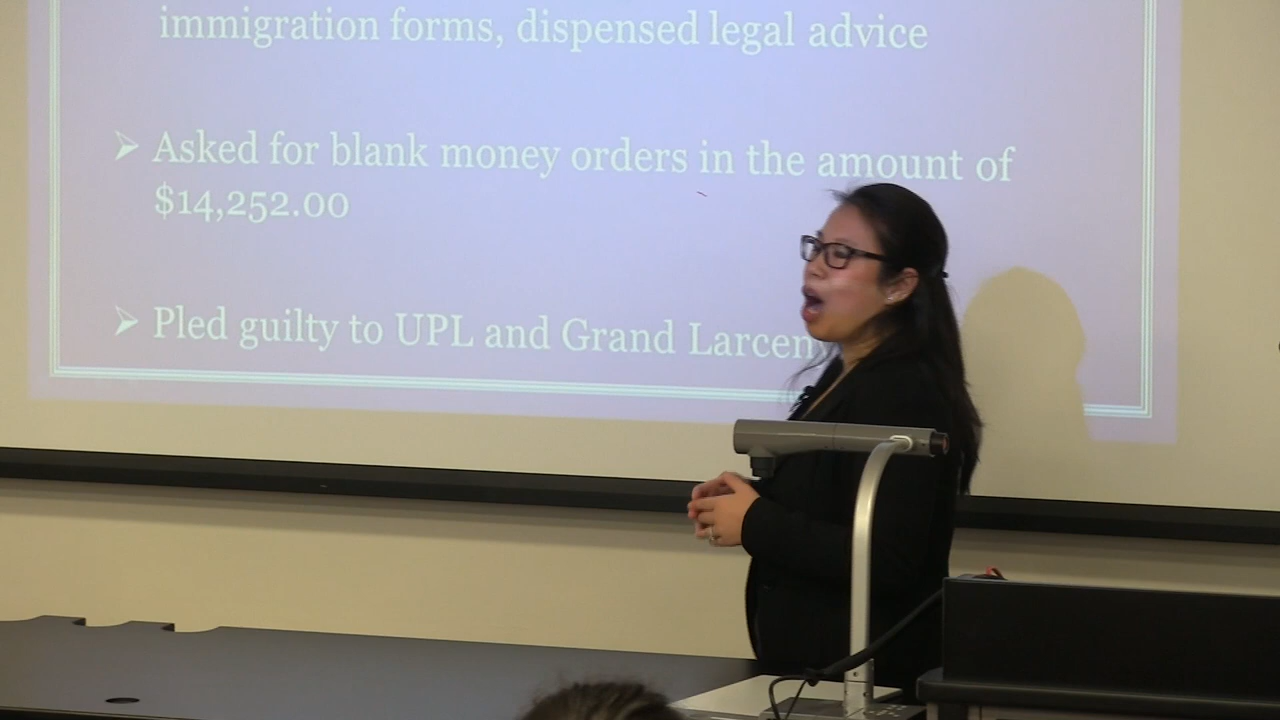 immigration forms, dispensed legal advice
Asked for blank money orders in the amount of
$14,252.00
Pled guilty to UPL and Grand Larcen